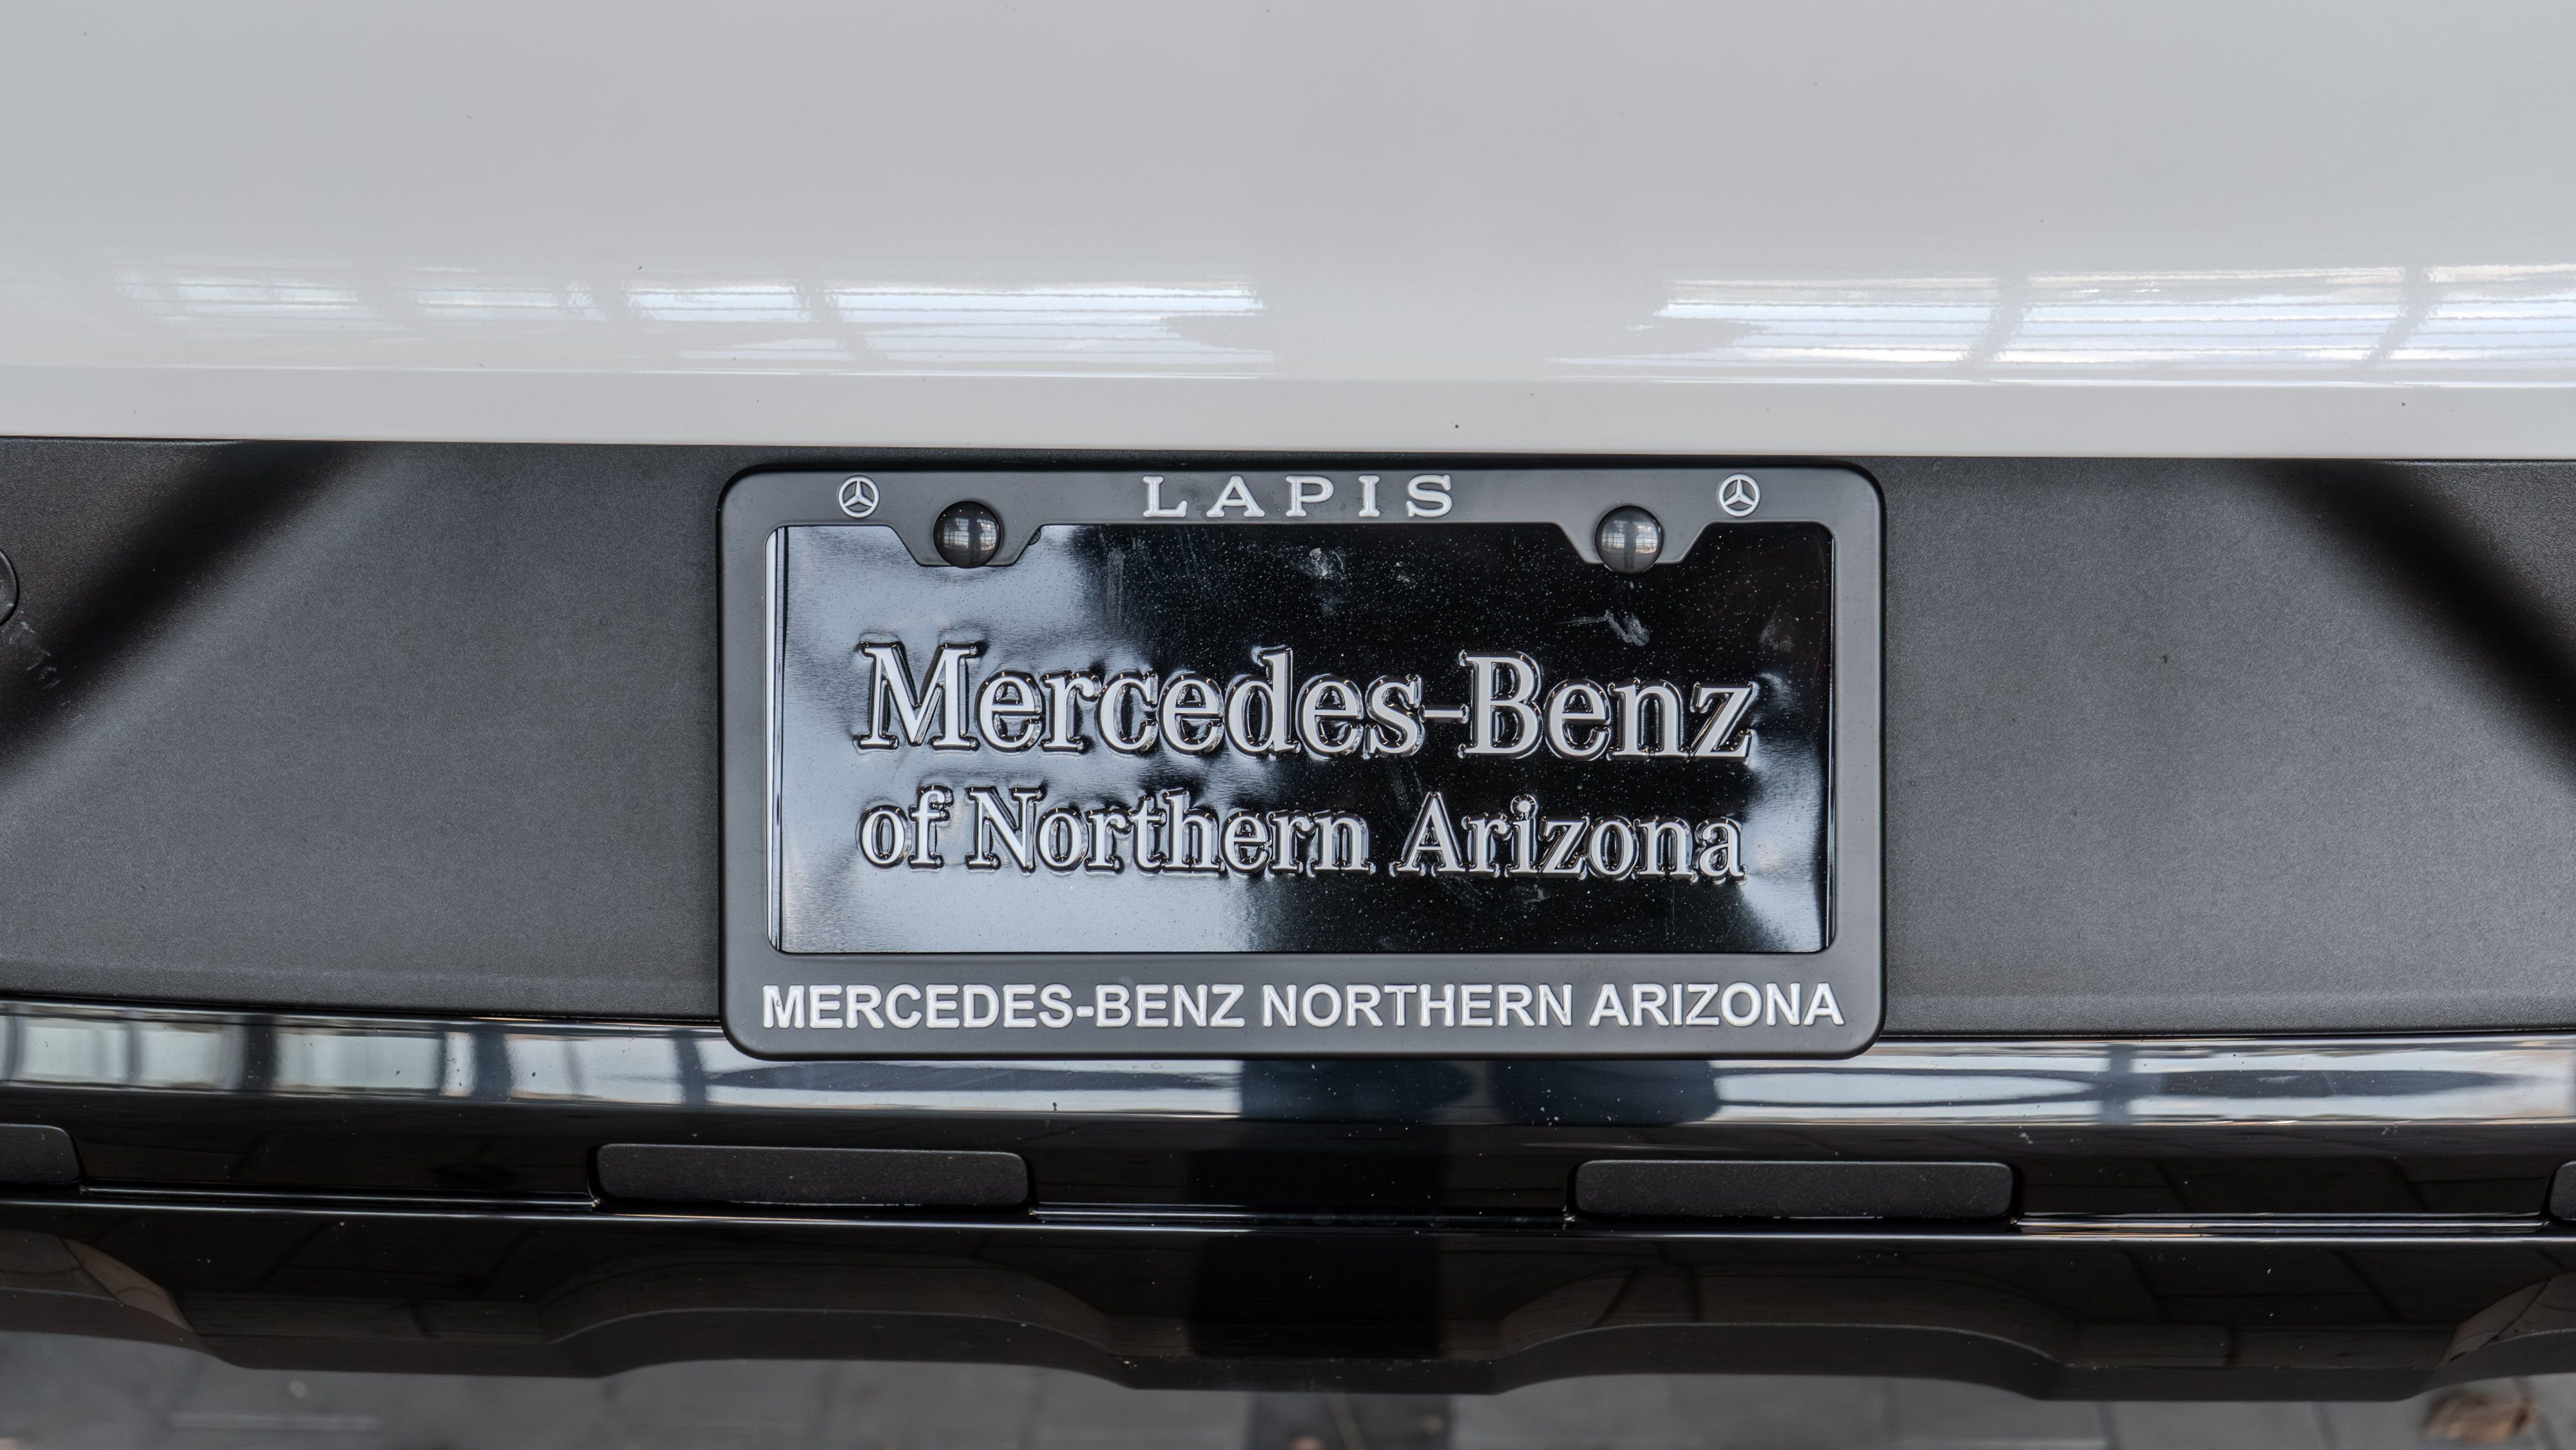 LAPIS
Mercedes-Benz
of Northern Arizona
MERCEDES-BENZ NORTHERN ARIZONA